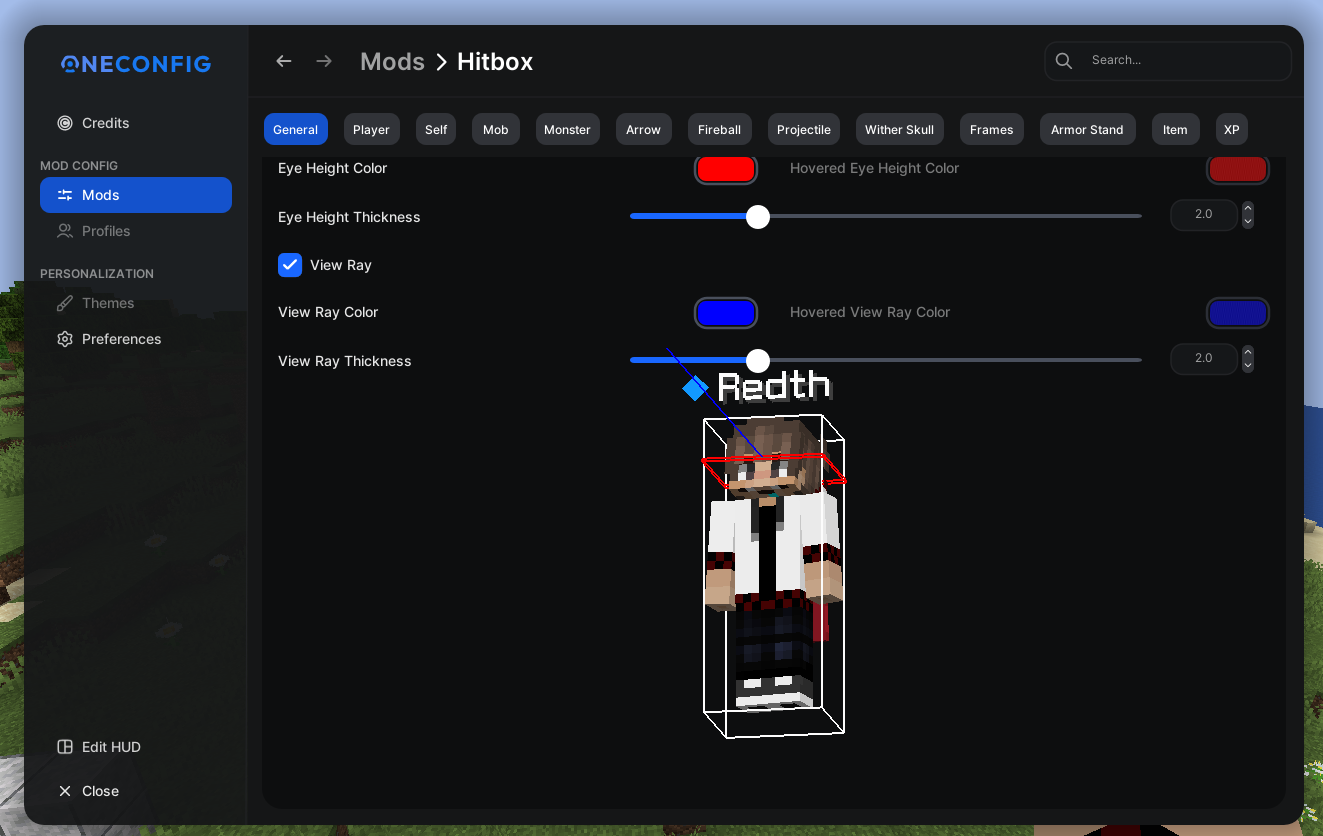 ONECONFIG
Mods > Hitbox
Search...
Credits
MOD CONFIG
Mods
Profiles
PERSONALIZATION
Themes
Preferences
Edit HUD
Close
General Player Self Mob Monster Arrow Fireball Projectile Wither Skull Frames Armor Stand Item XP
Eye Height Color Hovered Eye Height Color
Eye Height Thickness 2.0
View Ray
View Ray Color Hovered View Ray Color
View Ray Thickness 2.0
Redth